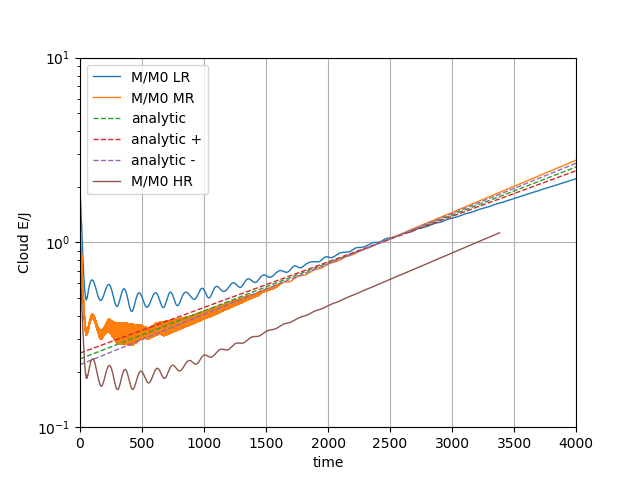 M/M0 LR
M/M0 MR
analytic
analytic +
analytic -
M/M0 HR
Cloud E/J
10^1
10^0
10^-1
0 500 1000 1500 2000 2500 3000 3500 4000
time